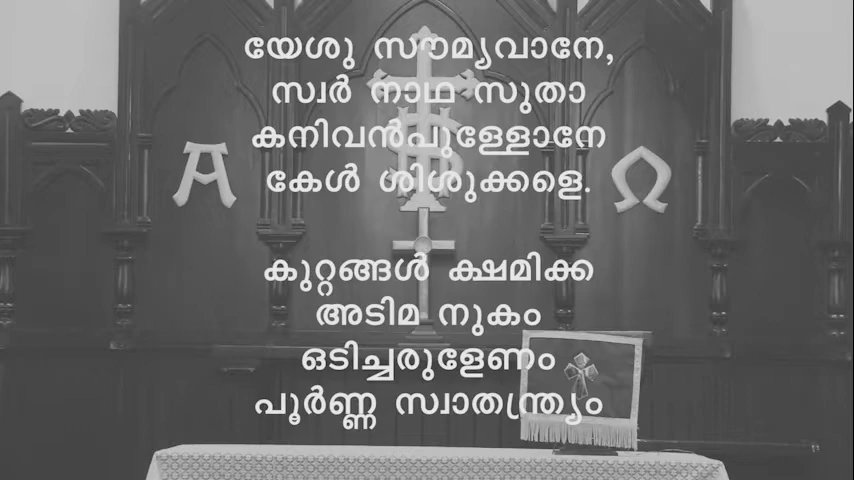 യേശു സൗമ്യവാനേ,
സ്വർ നാഥ സുതാ
കനിവൻപുള്ളോനേ
കേൾ ശിശുക്കളെ.
Α Ω
കുറ്റങ്ങൾ ക്ഷമിക്ക
അടിമ നുകം
ഒടിച്ചരുളേണം
പൂർണ്ണ സ്വാതന്ത്ര്യം